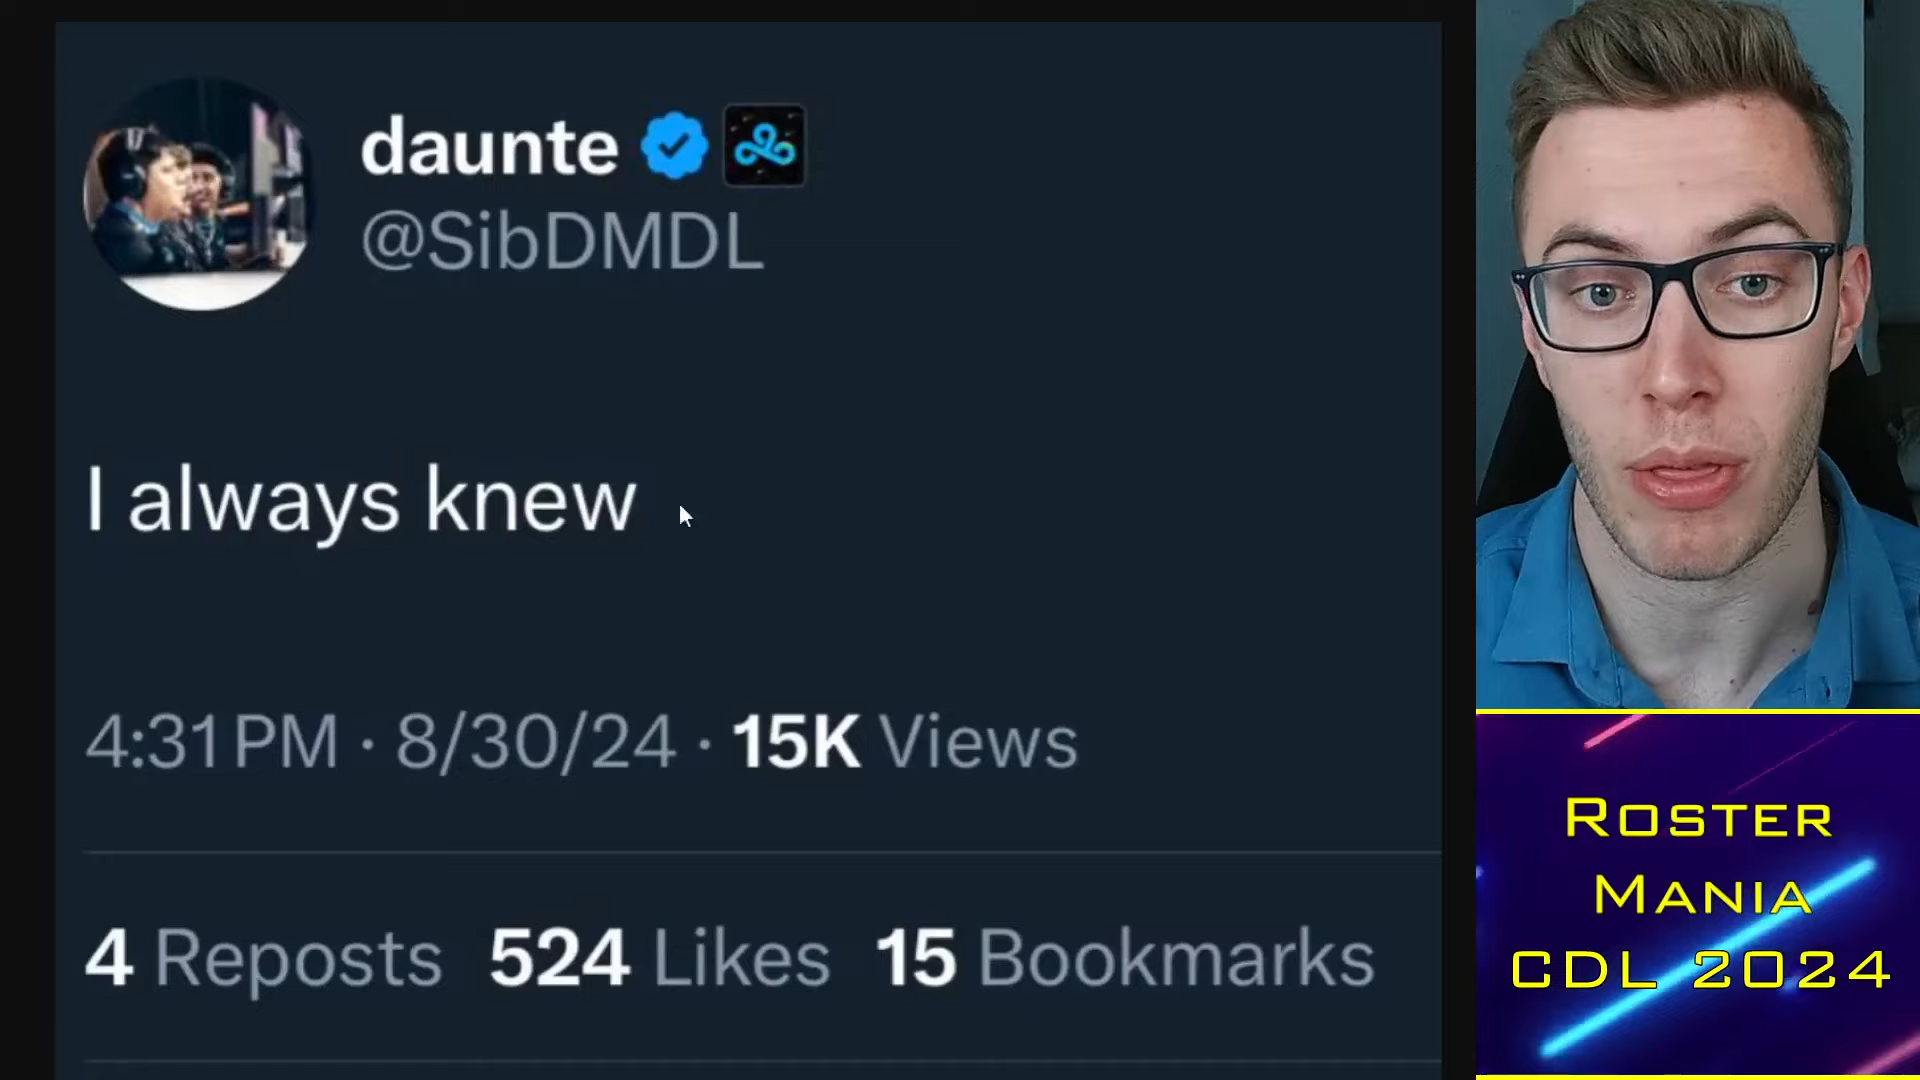 daunte
@SibDMDL
I always knew
4:31 PM · 8/30/24 · 15K Views
4 Reposts 524 Likes 15 Bookmarks
ROSTER
MANIA
CDL 2024